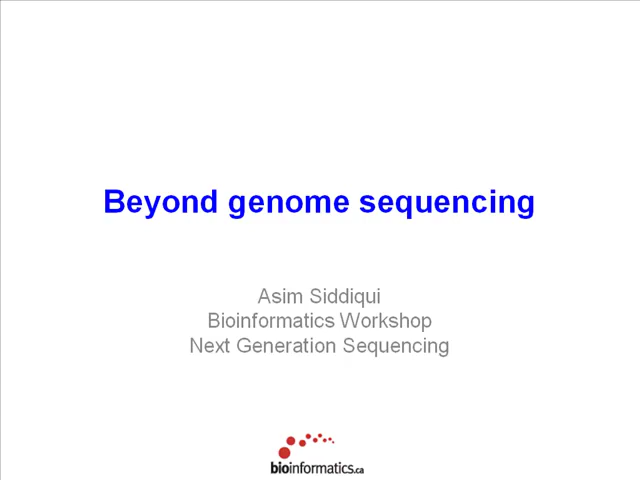 Beyond genome sequencing
Asim Siddiqui
Bioinformatics Workshop
Next Generation Sequencing
bioinformatics.ca